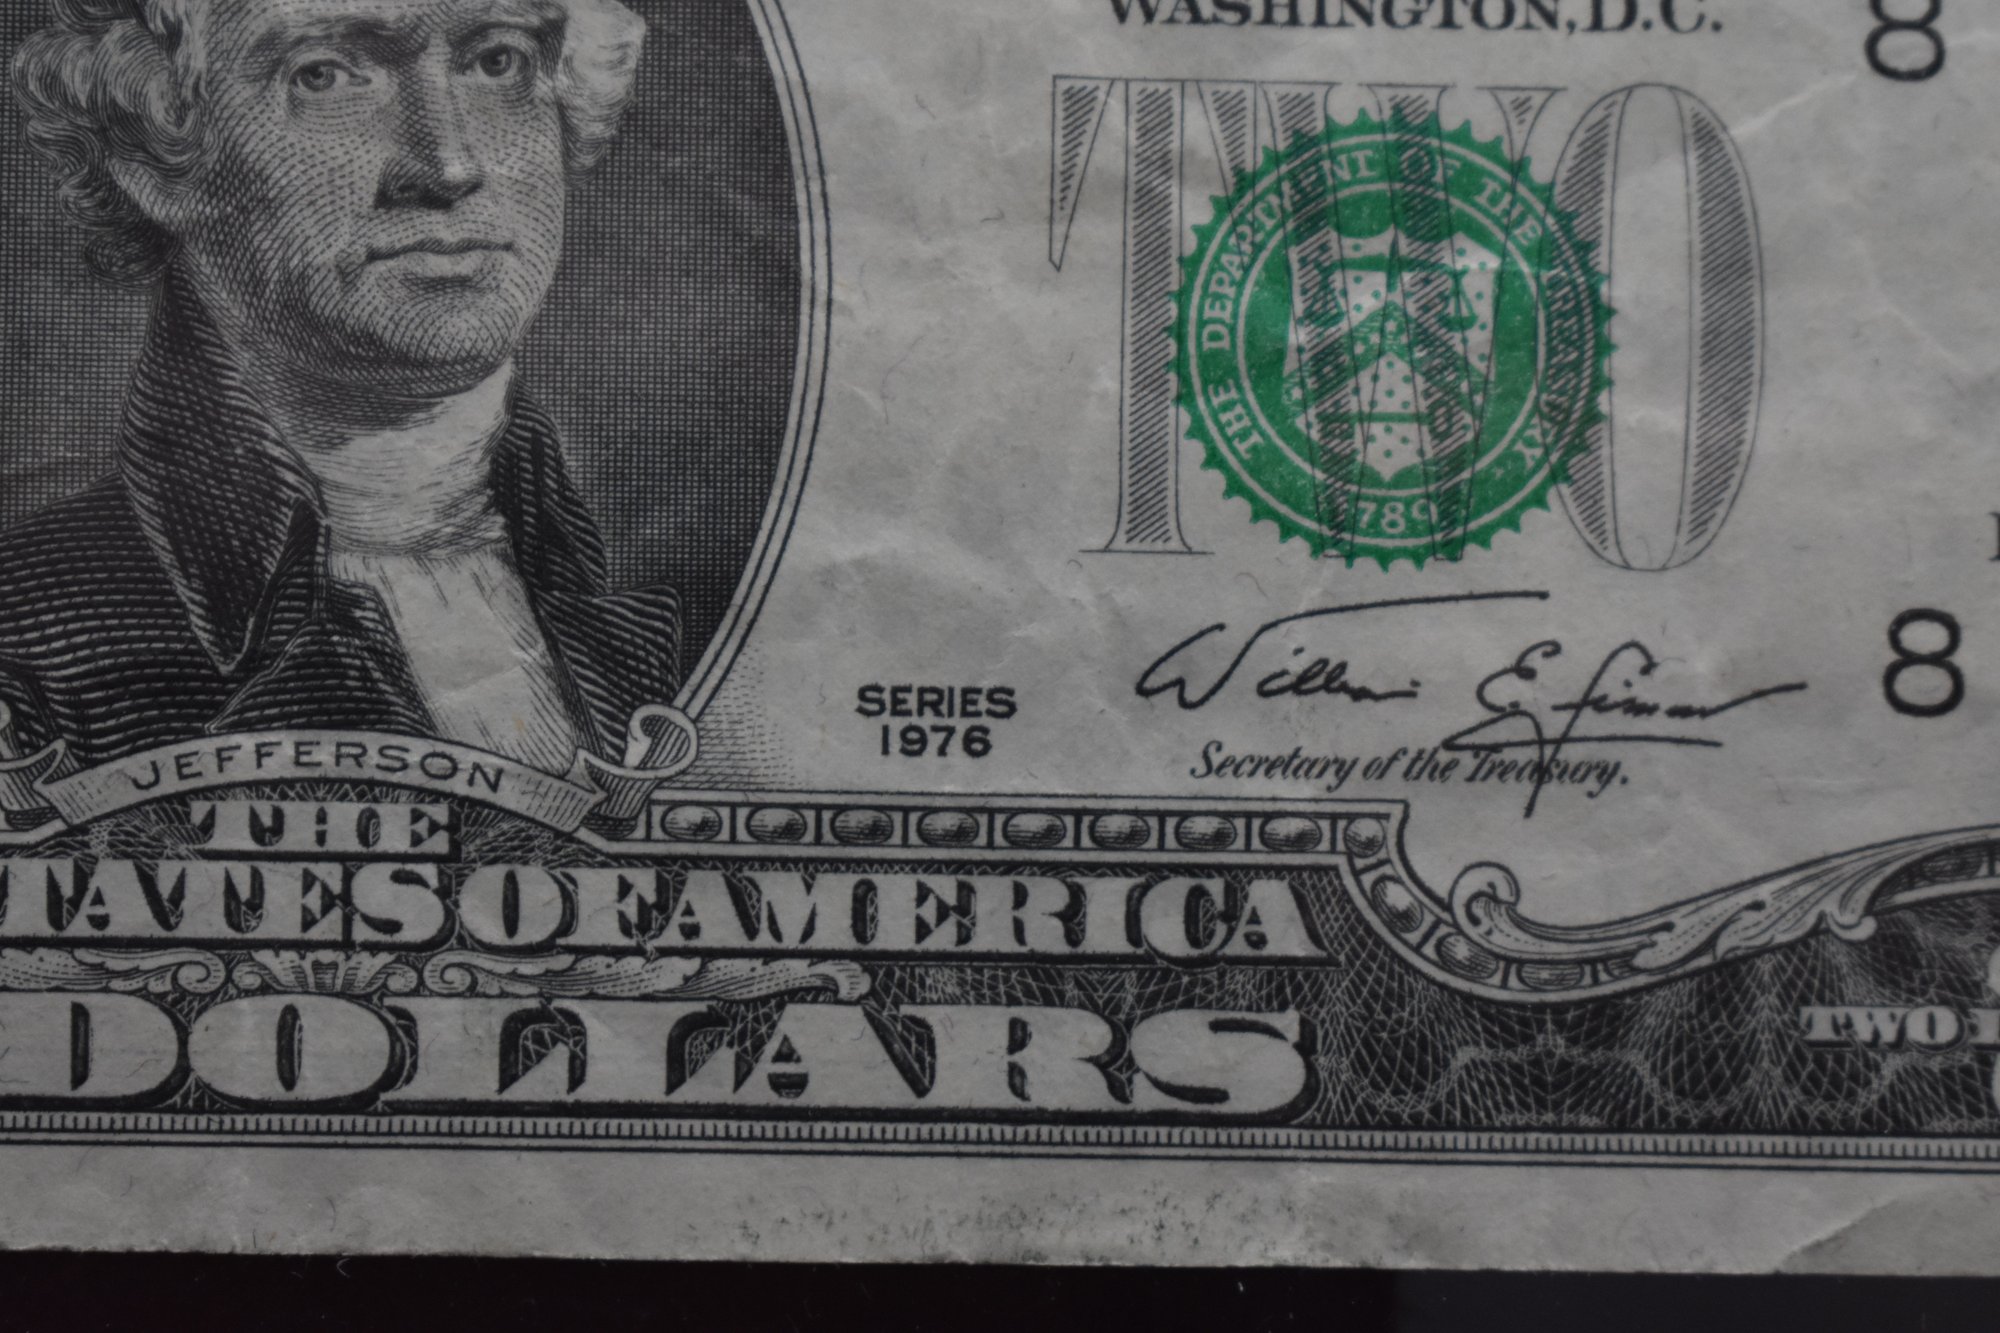 WASHINGTON, D.C.
8
TWO
THE DEPARTMENT OF THE TREASURY
1789
8
William E. Simon
SERIES
1976
Secretary of the Treasury.
JEFFERSON
THE
TATES OF AMERICA
DOLLARS
TWO